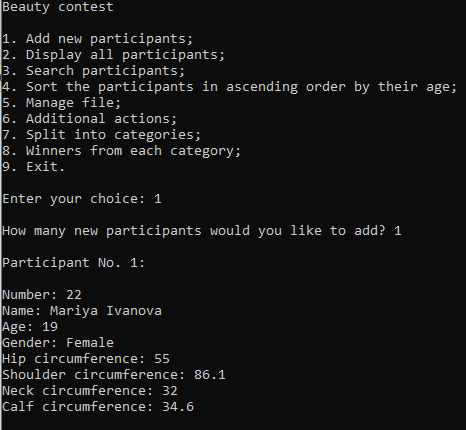 Beauty contest
1. Add new participants;
2. Display all participants;
3. Search participants;
4. Sort the participants in ascending order by their age;
5. Manage file;
6. Additional actions;
7. Split into categories;
8. Winners from each category;
9. Exit.
Enter your choice: 1
How many new participants would you like to add? 1
Participant No. 1:
Number: 22
Name: Mariya Ivanova
Age: 19
Gender: Female
Hip circumference: 55
Shoulder circumference: 86.1
Neck circumference: 32
Calf circumference: 34.6